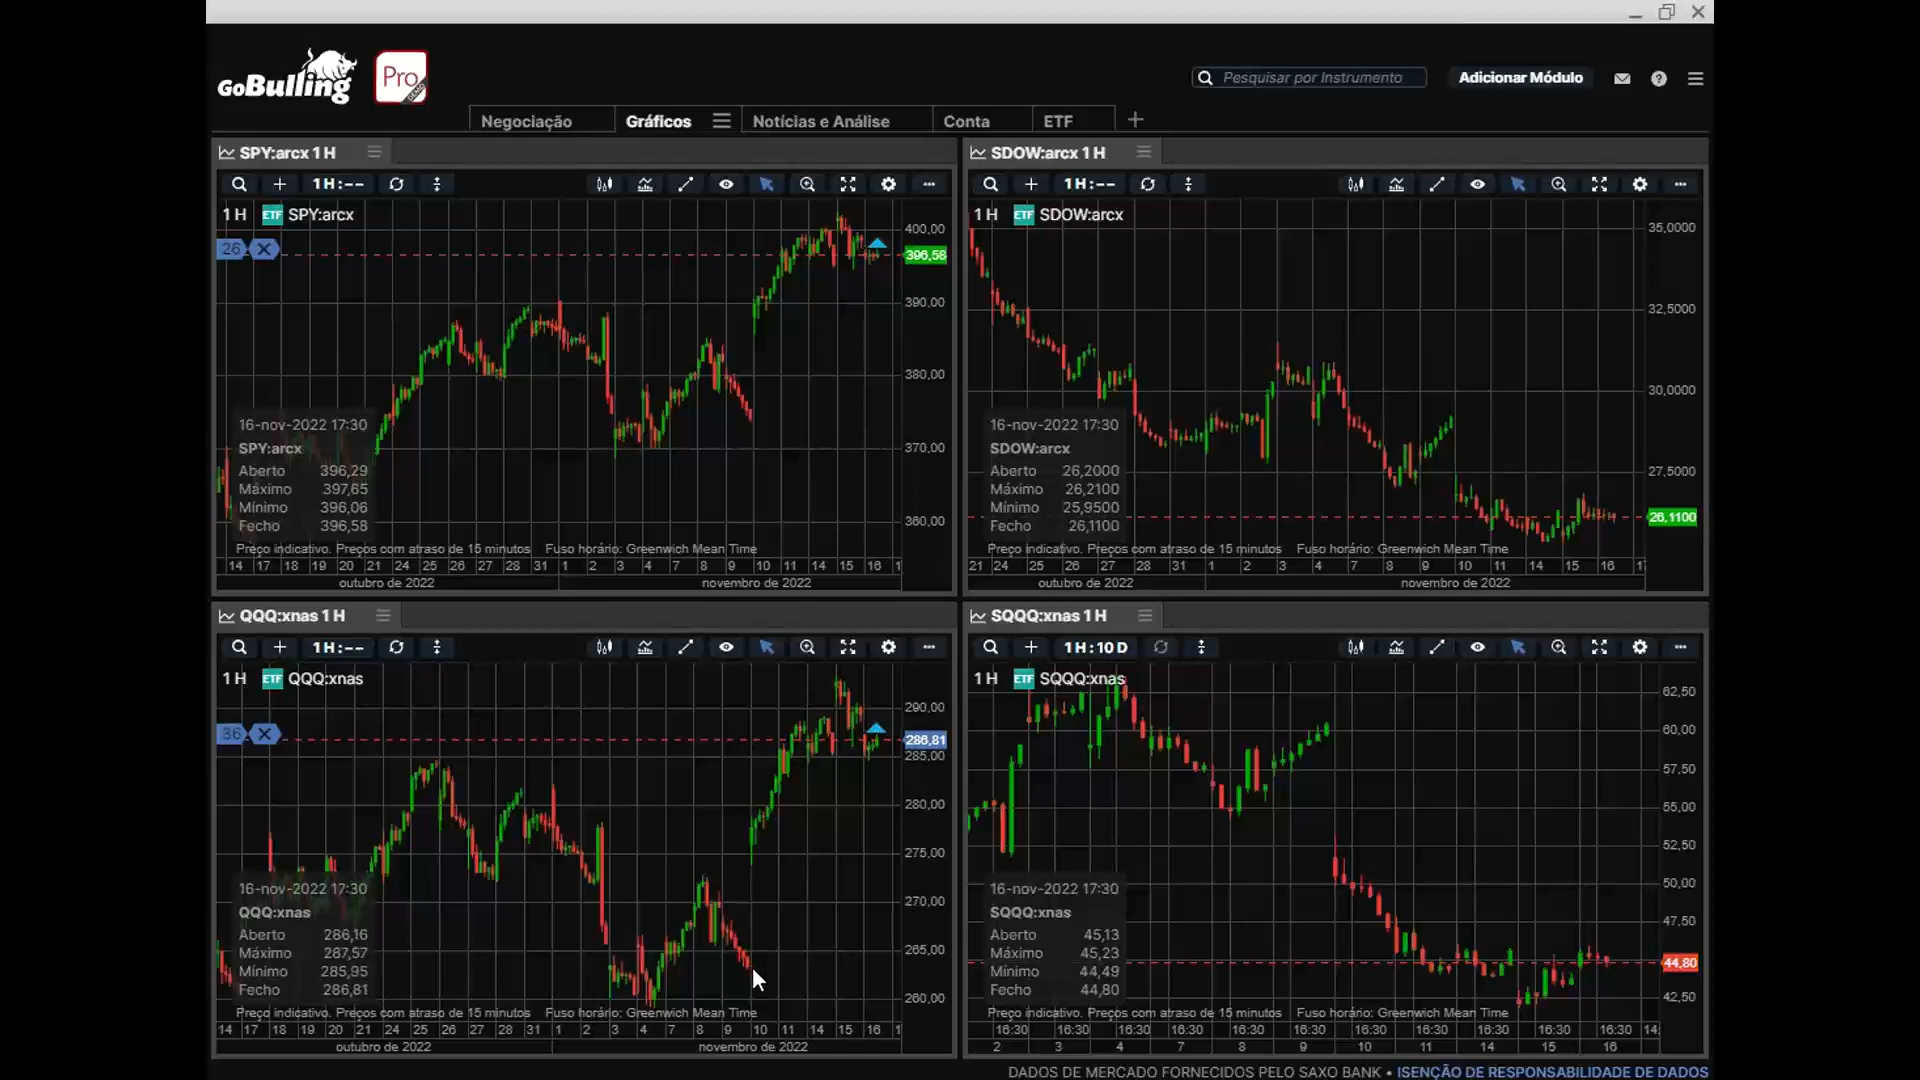 goBulling Pro DEMO
Pesquisar por Instrumento Adicionar Módulo
Negociação Gráficos Notícias e Análise Conta ETF
SPY:arcx 1 H
1H:--
1 H ETF SPY:arcx
26
400,00
396,58
390,00
380,00
370,00
360,00
16-nov-2022 17:30
SPY:arcx
Aberto 396,29
Máximo 397,65
Mínimo 396,06
Fecho 396,58
Preço indicativo. Preços com atraso de 15 minutos Fuso horário: Greenwich Mean Time
14 17 18 19 20 21 24 25 26 27 28 31 1 2 3 4 7 8 9 10 11 14 15 16 1
outubro de 2022 novembro de 2022
SDOW:arcx 1 H
1H:--
1 H ETF SDOW:arcx
35,0000
32,5000
30,0000
27,5000
26,1100
16-nov-2022 17:30
SDOW:arcx
Aberto 26,2000
Máximo 26,2100
Mínimo 25,9500
Fecho 26,1100
Preço indicativo. Preços com atraso de 15 minutos Fuso horário: Greenwich Mean Time
21 24 25 26 27 28 31 1 2 3 4 7 8 9 10 11 14 15 16 17
outubro de 2022 novembro de 2022
QQQ:xnas 1 H
1H:--
1 H ETF QQQ:xnas
36
290,00
286,81
285,00
280,00
275,00
270,00
265,00
260,00
16-nov-2022 17:30
QQQ:xnas
Aberto 286,16
Máximo 287,57
Mínimo 285,95
Fecho 286,81
Preço indicativo. Preços com atraso de 15 minutos Fuso horário: Greenwich Mean Time
14 17 18 19 20 21 24 25 26 27 28 31 1 2 3 4 7 8 9 10 11 14 15 16 1
outubro de 2022 novembro de 2022
SQQQ:xnas 1 H
1H:10D
1 H ETF SQQQ:xnas
62,50
60,00
57,50
55,00
52,50
50,00
47,50
44,80
42,50
16-nov-2022 17:30
SQQQ:xnas
Aberto 45,13
Máximo 45,23
Mínimo 44,49
Fecho 44,80
Preço indicativo. Preços com atraso de 15 minutos Fuso horário: Greenwich Mean Time
16:30 16:30 16:30 16:30 16:30 16:30 16:30 16:30 16:30 16:30 14:
2 3 4 7 8 9 10 11 14 15 16
DADOS DE MERCADO FORNECIDOS PELO SAXO BANK • ISENÇÃO DE RESPONSABILIDADE DE DADOS